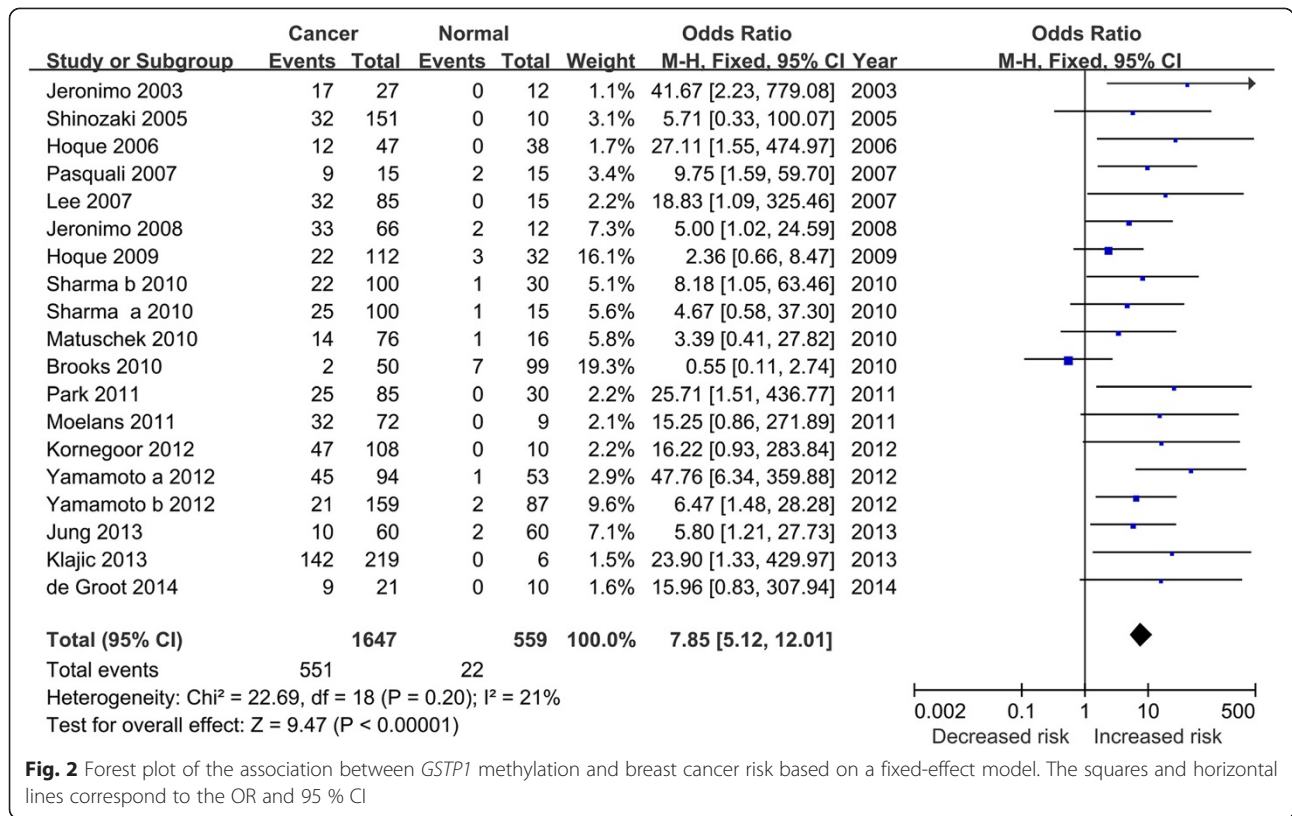 Cancer Normal Odds Ratio Odds Ratio
Study or Subgroup Events Total Events Total Weight M-H, Fixed, 95% CI Year M-H, Fixed, 95% CI
Jeronimo 2003 17 27 0 12 1.1% 41.67 [2.23, 779.08] 2003
Shinozaki 2005 32 151 0 10 3.1% 5.71 [0.33, 100.07] 2005
Hoque 2006 12 47 0 38 1.7% 27.11 [1.55, 474.97] 2006
Pasquali 2007 9 15 2 15 3.4% 9.75 [1.59, 59.70] 2007
Lee 2007 32 85 0 15 2.2% 18.83 [1.09, 325.46] 2007
Jeronimo 2008 33 66 2 12 7.3% 5.00 [1.02, 24.59] 2008
Hoque 2009 22 112 3 32 16.1% 2.36 [0.66, 8.47] 2009
Sharma b 2010 22 100 1 30 5.1% 8.18 [1.05, 63.46] 2010
Sharma a 2010 25 100 1 15 5.6% 4.67 [0.58, 37.30] 2010
Matuschek 2010 14 76 1 16 5.8% 3.39 [0.41, 27.82] 2010
Brooks 2010 2 50 7 99 19.3% 0.55 [0.11, 2.74] 2010
Park 2011 25 85 0 30 2.2% 25.71 [1.51, 436.77] 2011
Moelans 2011 32 72 0 9 2.1% 15.25 [0.86, 271.89] 2011
Kornegoor 2012 47 108 0 10 2.2% 16.22 [0.93, 283.84] 2012
Yamamoto a 2012 45 94 1 53 2.9% 47.76 [6.34, 359.88] 2012
Yamamoto b 2012 21 159 2 87 9.6% 6.47 [1.48, 28.28] 2012
Jung 2013 10 60 2 60 7.1% 5.80 [1.21, 27.73] 2013
Klajic 2013 142 219 0 6 1.5% 23.90 [1.33, 429.97] 2013
de Groot 2014 9 21 0 10 1.6% 15.96 [0.83, 307.94] 2014
Total (95% CI) 1647 559 100.0% 7.85 [5.12, 12.01]
Total events 551 22
Heterogeneity: Chi² = 22.69, df = 18 (P = 0.20); I² = 21%
Test for overall effect: Z = 9.47 (P < 0.00001)
0.002 0.1 1 10 500
Decreased risk Increased risk
Fig. 2 Forest plot of the association between GSTP1 methylation and breast cancer risk based on a fixed-effect model. The squares and horizontal
lines correspond to the OR and 95 % CI